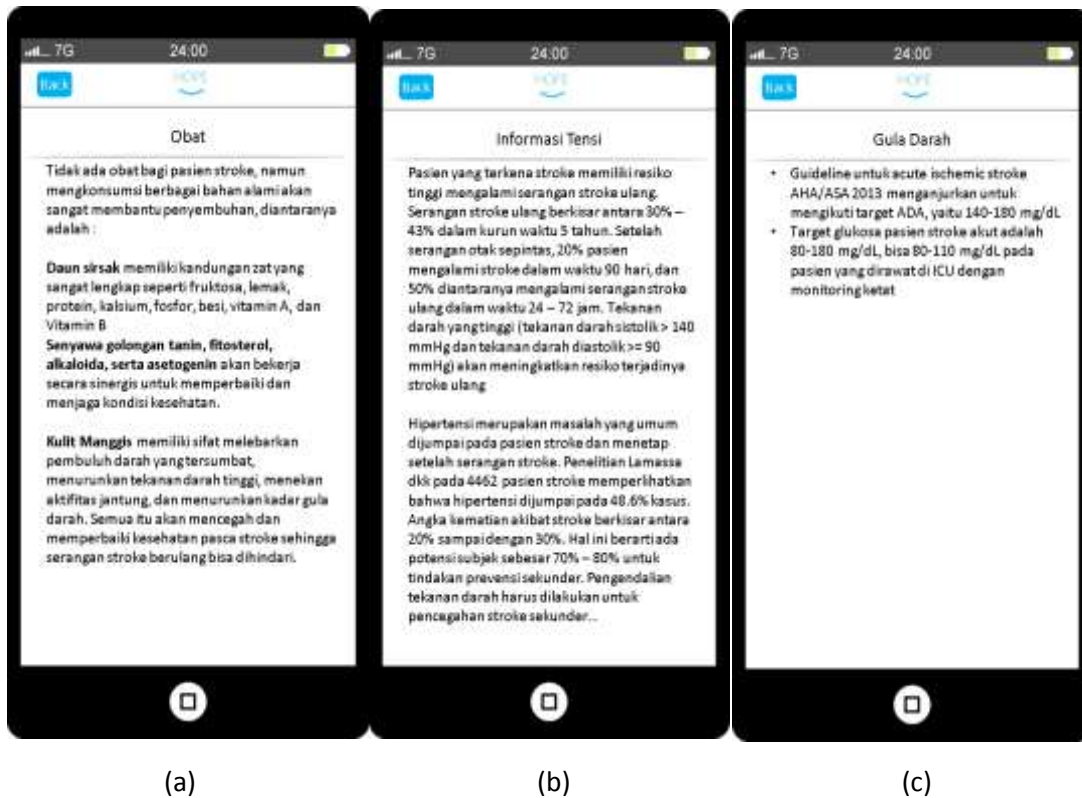 7G 24:00
Back HOPE
Obat
Tidak ada obat bagi pasien stroke, namun
mengkonsumsi berbagai bahan alami akan
sangat membantu penyembuhan, diantaranya
adalah :
Daun sirsak memiliki kandungan zat yang
sangat lengkap seperti fruktosa, lemak,
protein, kalsium, fosfor, besi, vitamin A, dan
Vitamin B
Senyawa golongan tanin, fitosterol,
alkaloida, serta asetogenin akan bekerja
secara sinergis untuk memperbaiki dan
menjaga kondisi kesehatan.
Kulit Manggis memiliki sifat melebarkan
pembuluh darah yang tersumbat,
menurunkan tekanan darah tinggi, menekan
aktifitas jantung, dan menurunkan kadar gula
darah. Semua itu akan mencegah dan
memperbaiki kesehatan pasca stroke sehingga
serangan stroke berulang bisa dihindari.
(a)
7G 24:00
Back HOPE
Informasi Tensi
Pasien yang terkena stroke memiliki resiko
tinggi mengalami serangan stroke ulang.
Serangan stroke ulang berkisar antara 30% –
43% dalam kurun waktu 5 tahun. Setelah
serangan otak sepintas, 20% pasien
mengalami stroke dalam waktu 90 hari, dan
50% diantaranya mengalami serangan stroke
ulang dalam waktu 24 – 72 jam. Tekanan
darah yang tinggi (tekanan darah sistolik > 140
mmHg dan tekanan darah diastolik >= 90
mmHg) akan meningkatkan resiko terjadinya
stroke ulang
Hipertensi merupakan masalah yang umum
dijumpai pada pasien stroke dan menetap
setelah serangan stroke. Penelitian Lamassa
dkk pada 4462 pasien stroke memperlihatkan
bahwa hipertensi dijumpai pada 48.6% kasus.
Angka kematian akibat stroke berkisar antara
20% sampai dengan 30%. Hal ini berarti ada
potensi subjek sebesar 70% – 80% untuk
tindakan prevensi sekunder. Pengendalian
tekanan darah harus dilakukan untuk
pencegahan stroke sekunder...
(b)
7G 24:00
Back HOPE
Gula Darah
• Guideline untuk acute ischemic stroke
AHA/ASA 2013 menganjurkan untuk
mengikuti target ADA, yaitu 140-180 mg/dL
• Target glukosa pasien stroke akut adalah
80-180 mg/dL, bisa 80-110 mg/dL pada
pasien yang dirawat di ICU dengan
monitoring ketat
(c)